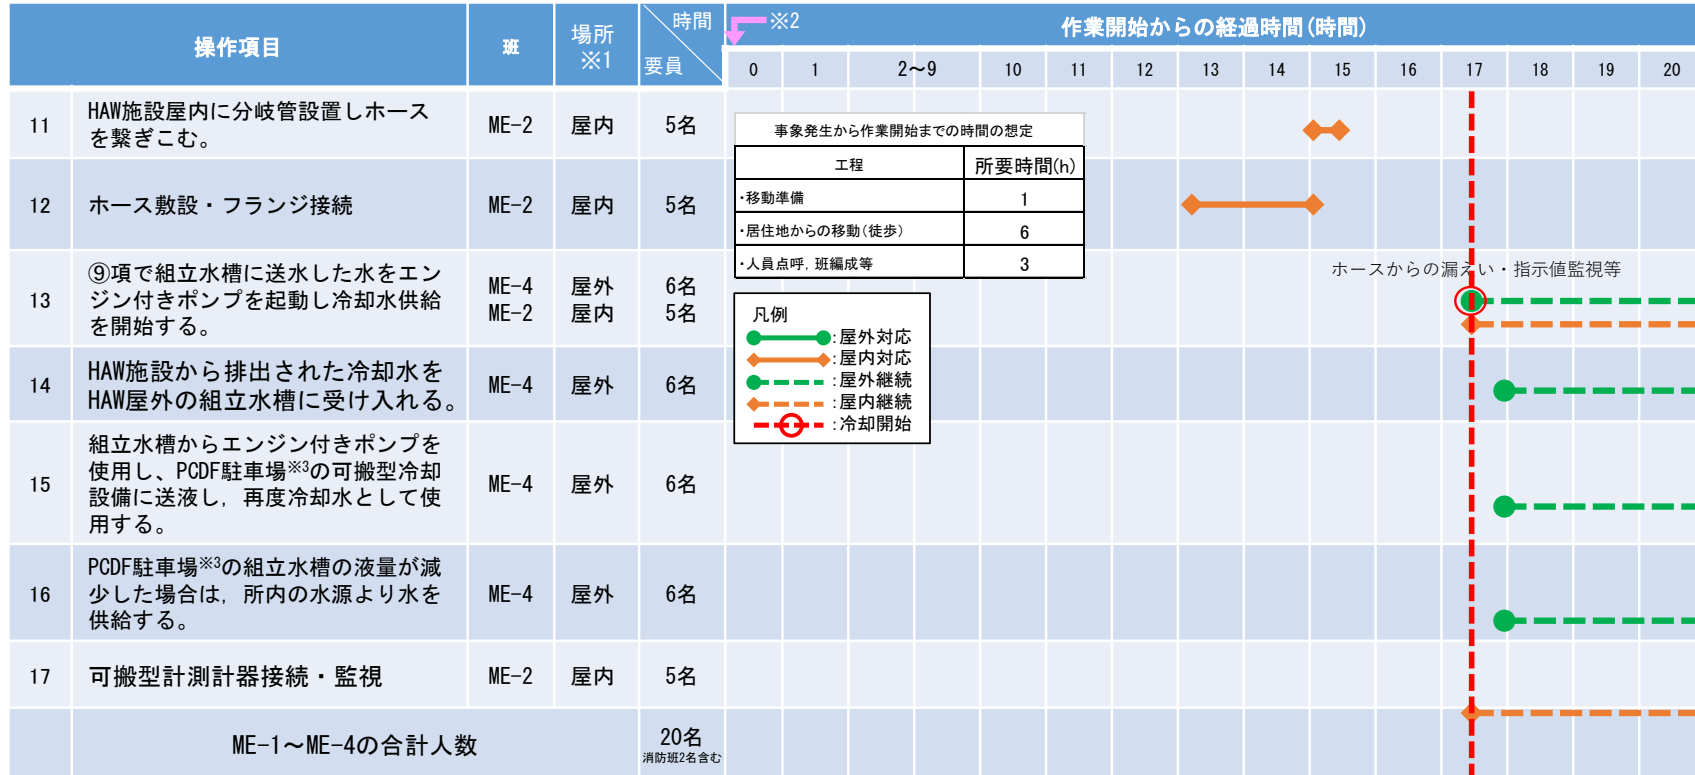 操作項目
班
場所
※1
時間
要員
※2
作業開始からの経過時間(時間)
0 1 2～9 10 11 12 13 14 15 16 17 18 19 20
11
HAW施設屋内に分岐管設置しホース
を繋ぎこむ。
ME-2
屋内
5名
12
ホース敷設・フランジ接続
ME-2
屋内
5名
13
⑨項で組立水槽に送水した水をエン
ジン付きポンプを起動し冷却水供給
を開始する。
ME-4
ME-2
屋外
屋内
6名
5名
14
HAW施設から排出された冷却水を
HAW屋外の組立水槽に受け入れる。
ME-4
屋外
6名
15
組立水槽からエンジン付きポンプを
使用し、PCDF駐車場※3の可搬型冷却
設備に送液し，再度冷却水として使
用する。
ME-4
屋外
6名
16
PCDF駐車場※3の組立水槽の液量が減
少した場合は，所内の水源より水を
供給する。
ME-4
屋外
6名
17
可搬型計測計器接続・監視
ME-2
屋内
5名
ME-1～ME-4の合計人数
20名
消防班2名含む
事象発生から作業開始までの時間の想定
工程 所要時間(h)
・移動準備 1
・居住地からの移動（徒歩） 6
・人員点呼，班編成等 3
凡例
:屋外対応
:屋内対応
:屋外継続
:屋内継続
:冷却開始
ホースからの漏えい・指示値監視等